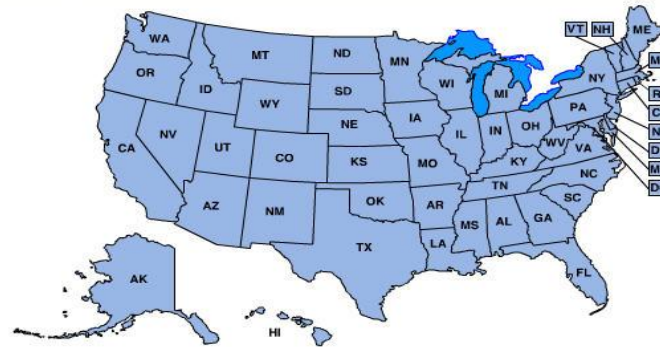 VT NH ME
WA
MT ND MN
OR ID WY SD WI MI NY
NV UT CO NE IA IL IN OH PA
CA KS MO KY WV VA
AZ NM OK AR TN NC
TX LA MS AL GA SC
FL
AK
HI
M
R
C
N
D
M
D